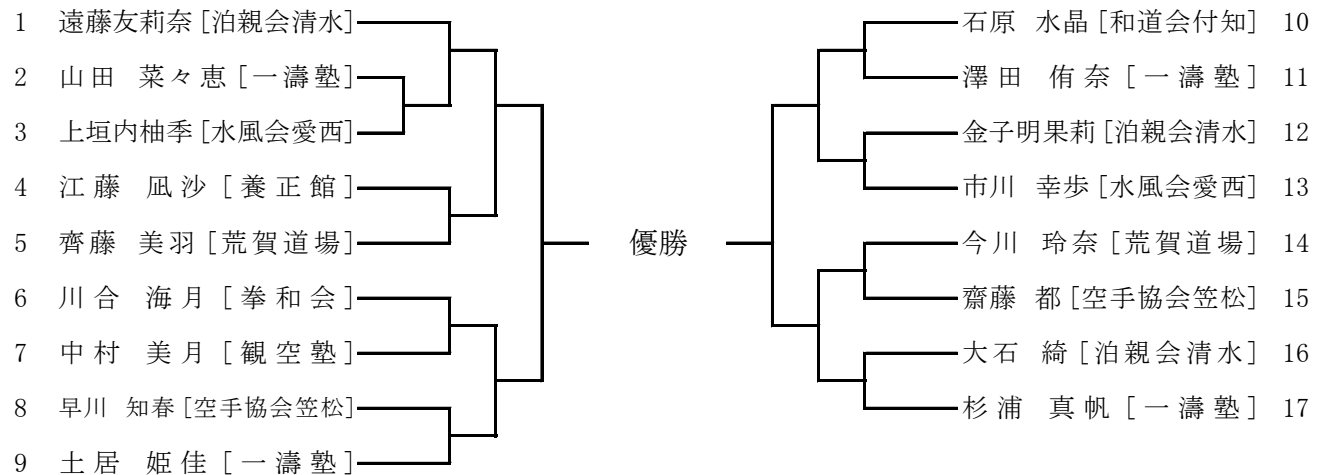 1 遠藤友莉奈 [泊親会清水]
2 山田 菜々恵 [一濤塾]
3 上垣内柚季 [水風会愛西]
4 江藤 凪沙 [養正館]
5 齊藤 美羽 [荒賀道場]
6 川合 海月 [拳和会]
7 中村 美月 [観空塾]
8 早川 知春 [空手協会笠松]
9 土居 姫佳 [一濤塾]
優勝
石原 水晶 [和道会付知] 10
澤田 侑奈 [一濤塾] 11
金子明果莉 [泊親会清水] 12
市川 幸歩 [水風会愛西] 13
今川 玲奈 [荒賀道場] 14
齋藤 都 [空手協会笠松] 15
大石 綺 [泊親会清水] 16
杉浦 真帆 [一濤塾] 17